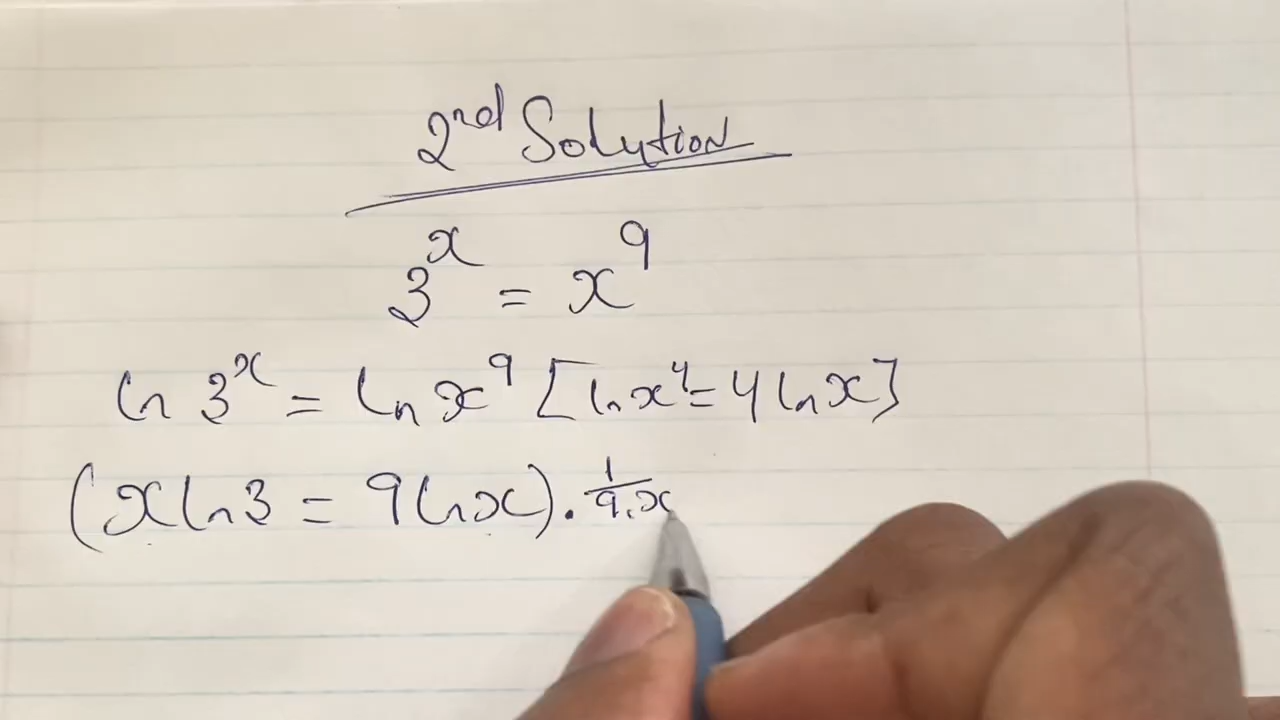 2nd Solution
3^x = x^9
ln 3^x = ln x^9 [ln x^4 = 4 ln x]
(x ln 3 = 9 ln x) . 1/9.x